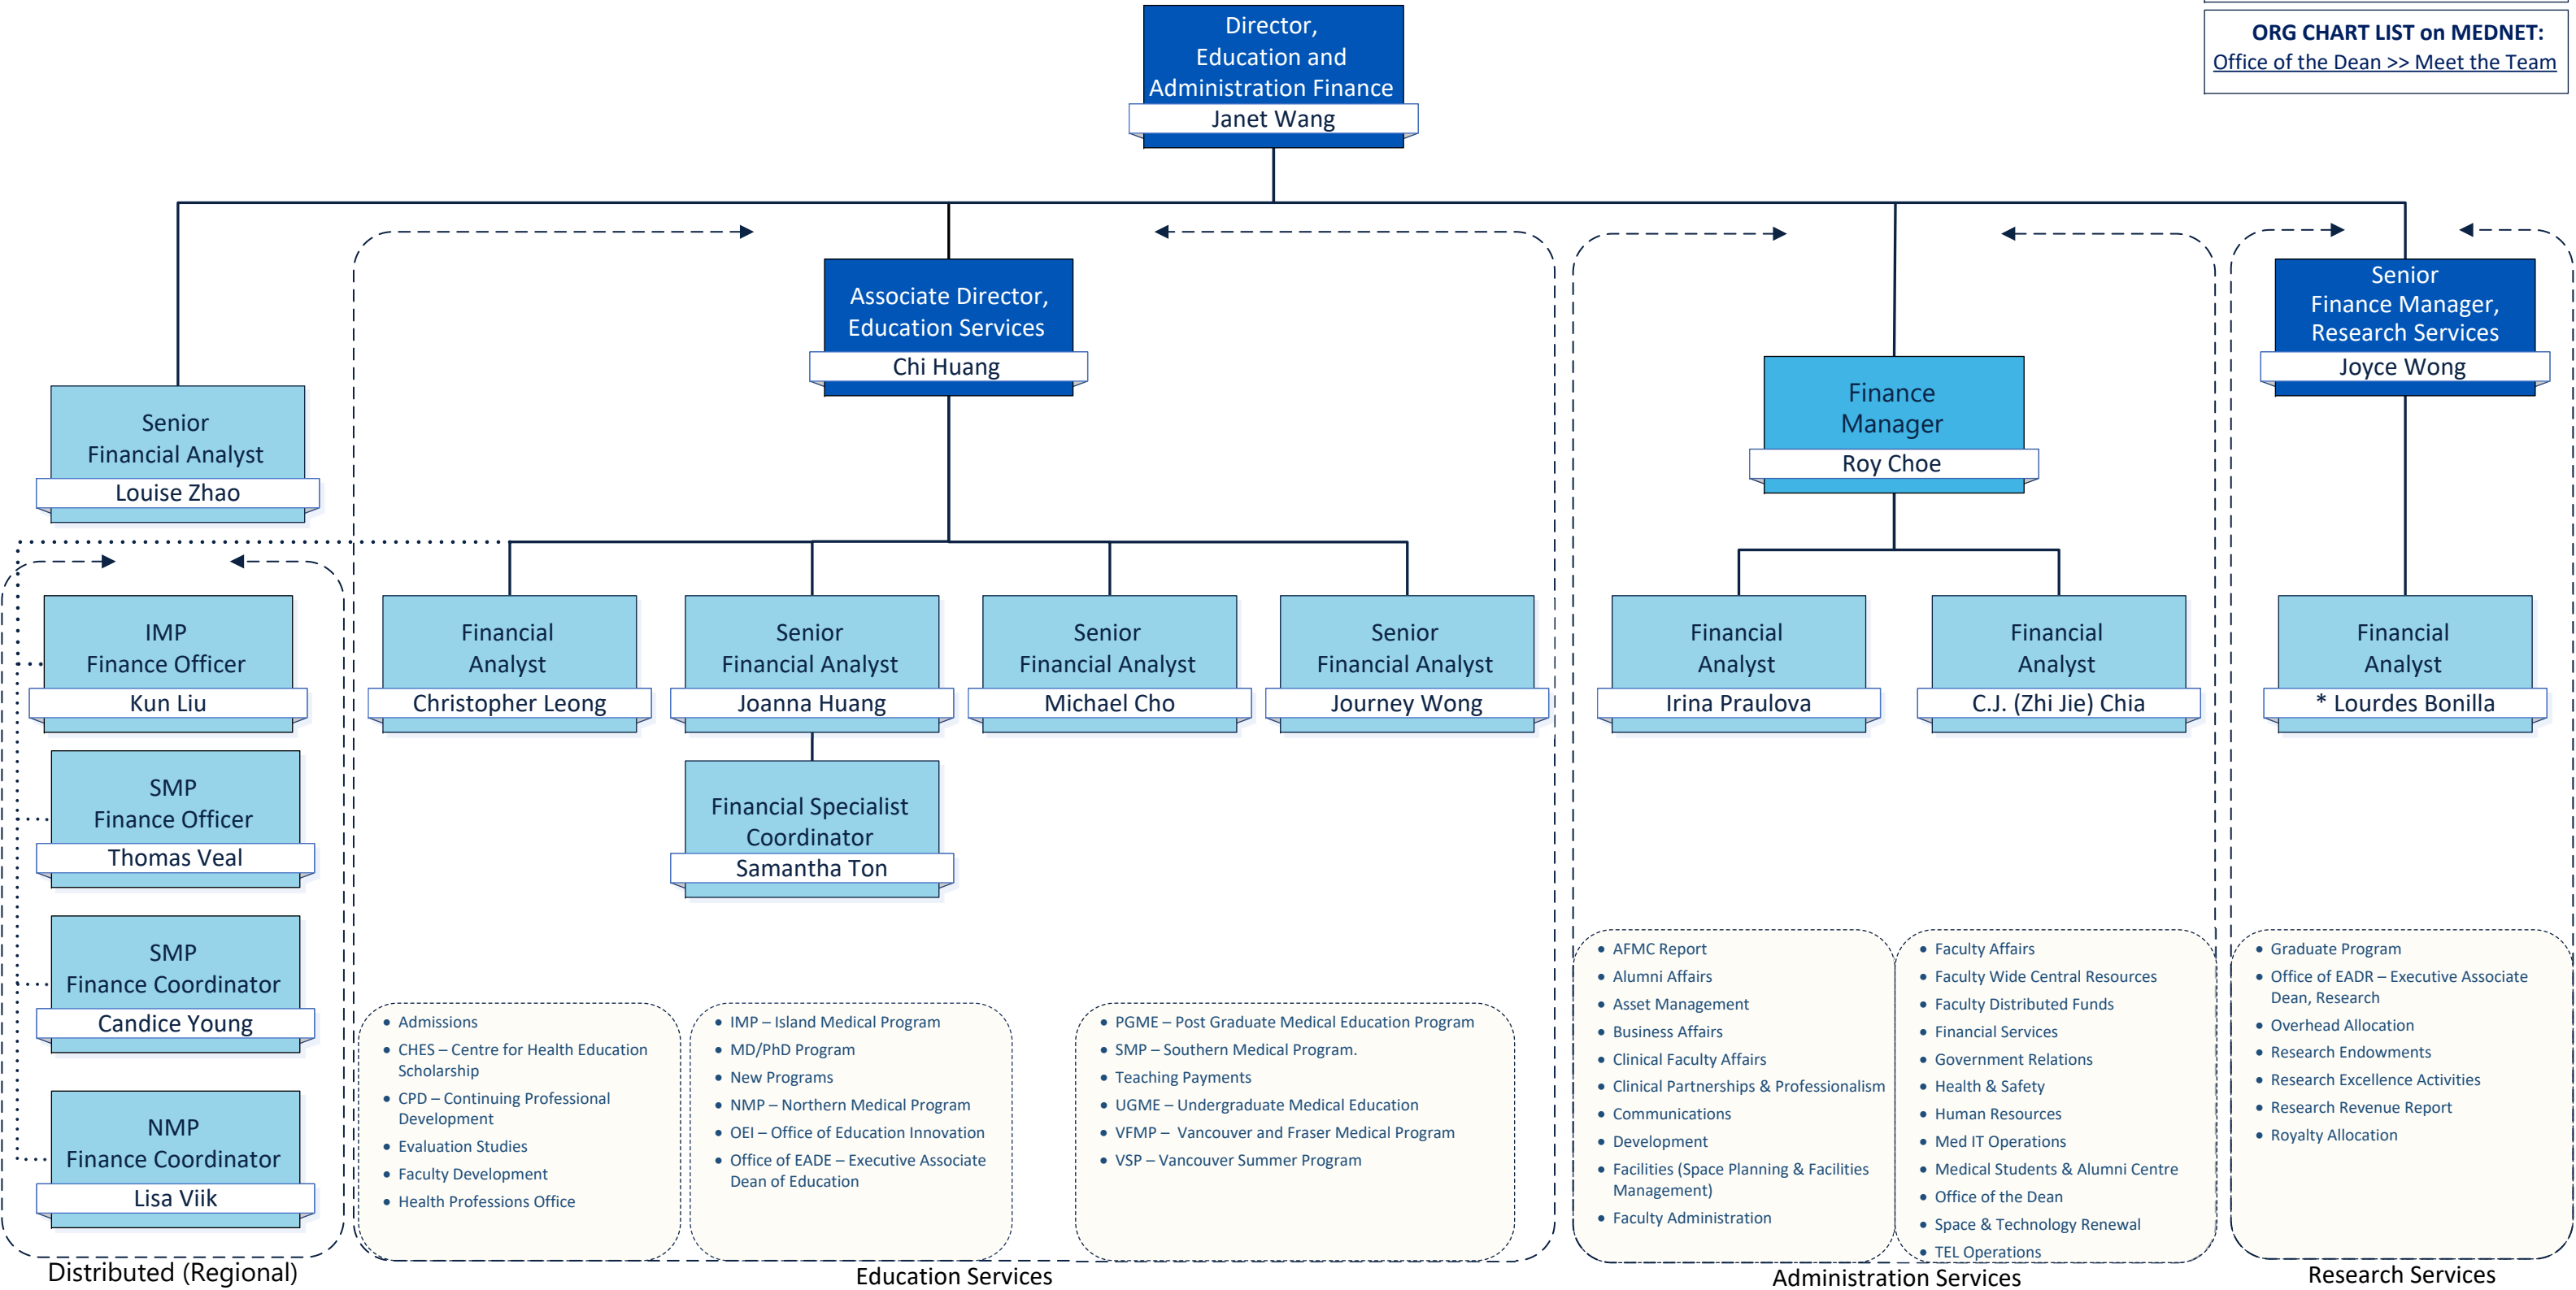 Director,
Education and
Administration Finance
Janet Wang
ORG CHART LIST on MEDNET:
Office of the Dean >> Meet the Team
Associate Director,
Education Services
Chi Huang
Senior
Finance Manager,
Research Services
Joyce Wong
Finance
Manager
Roy Choe
Senior
Financial Analyst
Louise Zhao
IMP
Finance Officer
Kun Liu
SMP
Finance Officer
Thomas Veal
SMP
Finance Coordinator
Candice Young
NMP
Finance Coordinator
Lisa Viik
Distributed (Regional)
Financial
Analyst
Christopher Leong
Senior
Financial Analyst
Joanna Huang
Senior
Financial Analyst
Michael Cho
Senior
Financial Analyst
Journey Wong
Financial Specialist
Coordinator
Samantha Ton
• Admissions
• CHES – Centre for Health Education
Scholarship
• CPD – Continuing Professional
Development
• Evaluation Studies
• Faculty Development
• Health Professions Office
• IMP – Island Medical Program
• MD/PhD Program
• New Programs
• NMP – Northern Medical Program
• OEI – Office of Education Innovation
• Office of EADE – Executive Associate
Dean of Education
• PGME – Post Graduate Medical Education Program
• SMP – Southern Medical Program.
• Teaching Payments
• UGME – Undergraduate Medical Education
• VFMP –  Vancouver and Fraser Medical Program
• VSP – Vancouver Summer Program
Education Services
Financial
Analyst
Irina Praulova
Financial
Analyst
C.J. (Zhi Jie) Chia
• AFMC Report
• Alumni Affairs
• Asset Management
• Business Affairs
• Clinical Faculty Affairs
• Clinical Partnerships & Professionalism
• Communications
• Development
• Facilities (Space Planning & Facilities
Management)
• Faculty Administration
• Faculty Affairs
• Faculty Wide Central Resources
• Faculty Distributed Funds
• Financial Services
• Government Relations
• Health & Safety
• Human Resources
• Med IT Operations
• Medical Students & Alumni Centre
• Office of the Dean
• Space & Technology Renewal
• TEL Operations
Administration Services
Financial
Analyst
* Lourdes Bonilla
• Graduate Program
• Office of EADR – Executive Associate
Dean, Research
• Overhead Allocation
• Research Endowments
• Research Excellence Activities
• Research Revenue Report
• Royalty Allocation
Research Services